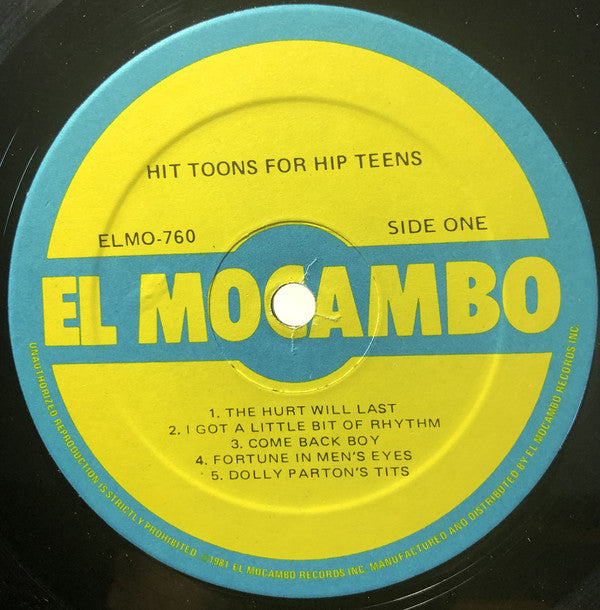 HIT TOONS FOR HIP TEENS
ELMO-760
SIDE ONE
EL MOCAMBO
1. THE HURT WILL LAST
2. I GOT A LITTLE BIT OF RHYTHM
3. COME BACK BOY
4. FORTUNE IN MEN'S EYES
5. DOLLY PARTON'S TITS
UNAUTHORIZED REPRODUCTION IS STRICTLY PROHIBITED ©1981 EL MOCAMBO RECORDS INC. MANUFACTURED AND DISTRIBUTED BY EL MOCAMBO RECORDS INC